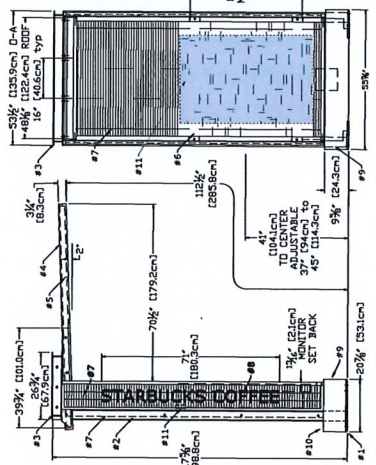 53½" [135.9cm] O-A
48⅛" [122.4cm] ROOF
16" [40.6cm] typ
#3
#7
#11
#6
55⅞"
#9
9⅝"
[24.3cm]
112½"
[285.8cm]
41"
[104.1cm]
TO CENTER
ADJUSTABLE
37" [94cm] to
45" [114.3cm]
3¼"
[8.3cm]
#4
#5
2°
70½" [179.2cm]
39¾" [101.0cm]
26¾"
[67.9cm]
#3
#7
71"
[180.3cm]
[2.1cm]
MONITOR
SET BACK
#8
STARBUCKS COFFEE
#7
#2
#11
#9
20⅞" [53.1cm]
#10
#1